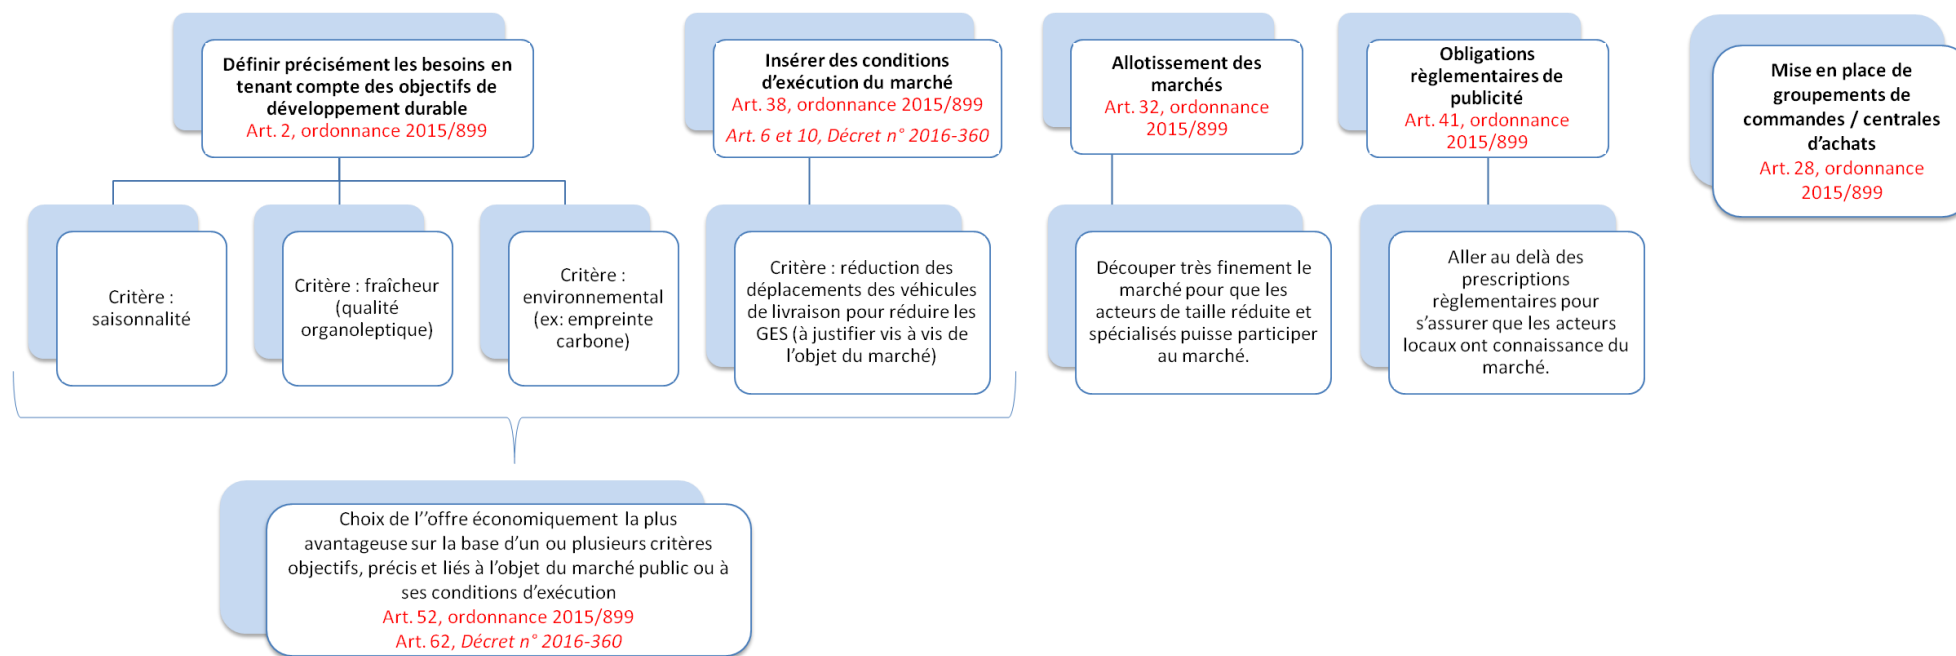 Définir précisément les besoins en
tenant compte des objectifs de
développement durable
Art. 2, ordonnance 2015/899
Insérer des conditions
d’exécution du marché
Art. 38, ordonnance 2015/899
Art. 6 et 10, Décret n° 2016-360
Allotissement des
marchés
Art. 32, ordonnance
2015/899
Obligations
règlementaires de
publicité
Art. 41, ordonnance
2015/899
Mise en place de
groupements de
commandes / centrales
d’achats
Art. 28, ordonnance
2015/899
Critère :
saisonnalité
Critère : fraîcheur
(qualité
organoleptique)
Critère :
environnemental
(ex: empreinte
carbone)
Critère : réduction des
déplacements des véhicules
de livraison pour réduire les
GES (à justifier vis à vis de
l’objet du marché)
Découper très finement le
marché pour que les
acteurs de taille réduite et
spécialisés puisse participer
au marché.
Aller au delà des
prescriptions
règlementaires pour
s’assurer que les acteurs
locaux ont connaissance du
marché.
Choix de l’’offre économiquement la plus
avantageuse sur la base d’un ou plusieurs critères
objectifs, précis et liés à l’objet du marché public ou à
ses conditions d’exécution
Art. 52, ordonnance 2015/899
Art. 62, Décret n° 2016-360